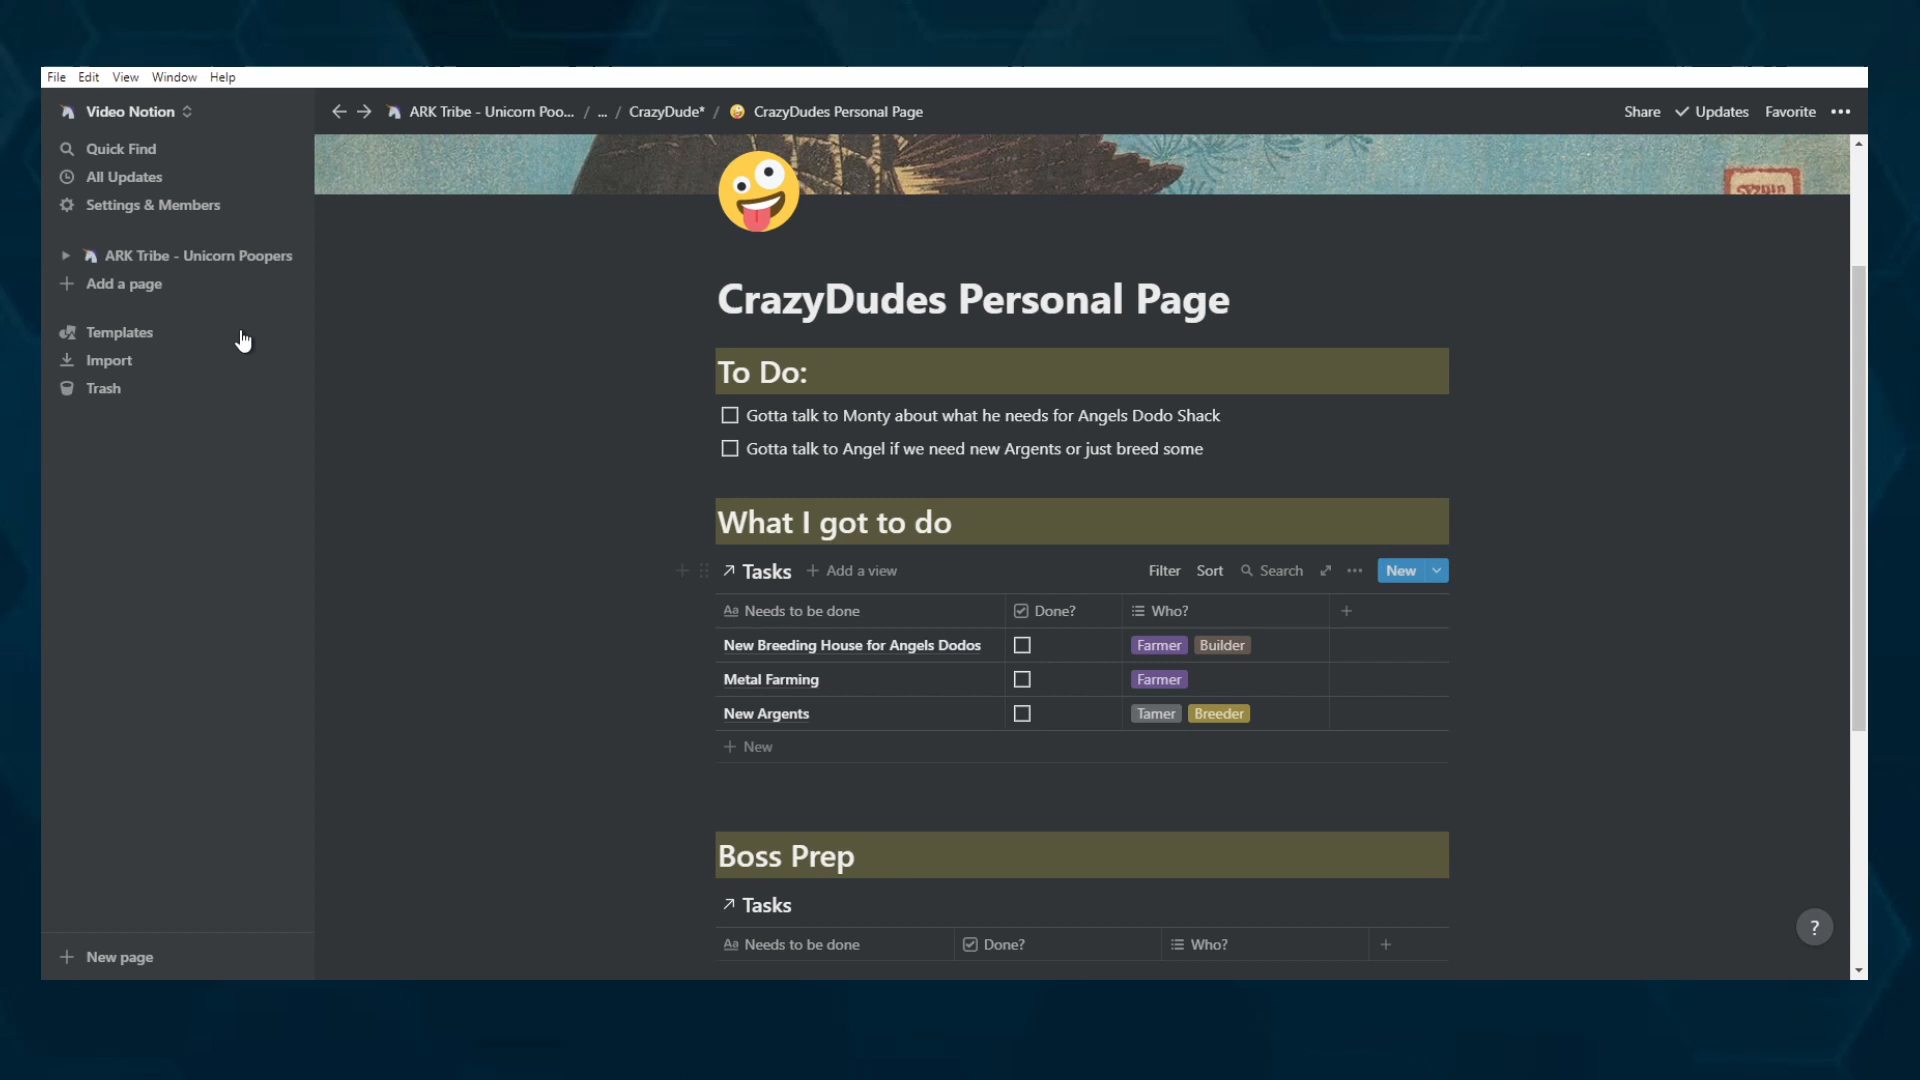 File Edit View Window Help
Video Notion
ARK Tribe - Unicorn Poo... / ... / CrazyDude* / CrazyDudes Personal Page
Share Updates Favorite
Quick Find
All Updates
Settings & Members
ARK Tribe - Unicorn Poopers
Add a page
Templates
Import
Trash
New page
CrazyDudes Personal Page
To Do:
Gotta talk to Monty about what he needs for Angels Dodo Shack
Gotta talk to Angel if we need new Argents or just breed some
What I got to do
Tasks + Add a view Filter Sort Search ... New
Aa Needs to be done Done? Who? +
New Breeding House for Angels Dodos Farmer Builder
Metal Farming Farmer
New Argents Tamer Breeder
+ New
Boss Prep
Tasks
Aa Needs to be done Done? Who? +
?